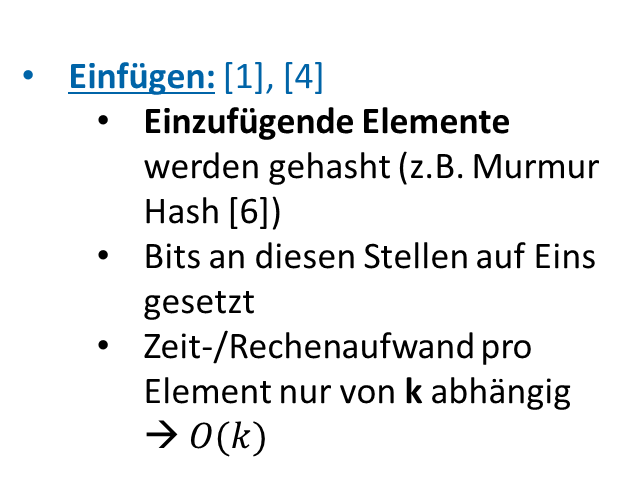 • Einfügen: [1], [4]
• Einzufügende Elemente
werden gehasht (z.B. Murmur
Hash [6])
• Bits an diesen Stellen auf Eins
gesetzt
• Zeit-/Rechenaufwand pro
Element nur von k abhängig
→ O(k)